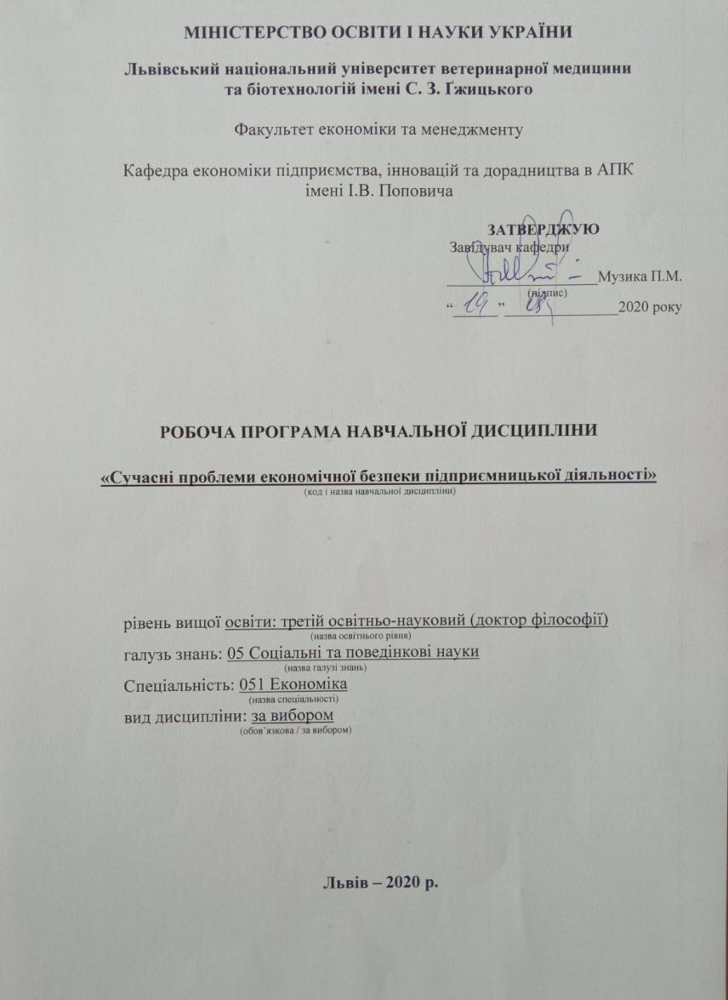 МІНІСТЕРСТВО ОСВІТИ І НАУКИ УКРАЇНИ
Львівський національний університет ветеринарної медицини
та біотехнологій імені С. З. Ґжицького
Факультет економіки та менеджменту
Кафедра економіки підприємства, інновацій та дорадництва в АПК
імені І.В. Поповича
ЗАТВЕРДЖУЮ
Завідувач кафедри
Музика П.М.
(підпис)
“ 19 ” 2020 року
РОБОЧА ПРОГРАМА НАВЧАЛЬНОЇ ДИСЦИПЛІНИ
«Сучасні проблеми економічної безпеки підприємницької діяльності»
(код і назва навчальної дисципліни)
рівень вищої освіти: третій освітньо-науковий (доктор філософії)
(назва освітнього рівня)
галузь знань: 05 Соціальні та поведінкові науки
(назва галузі знань)
Спеціальність: 051 Економіка
(назва спеціальності)
вид дисципліни: за вибором
(обов’язкова / за вибором)
Львів – 2020 р.